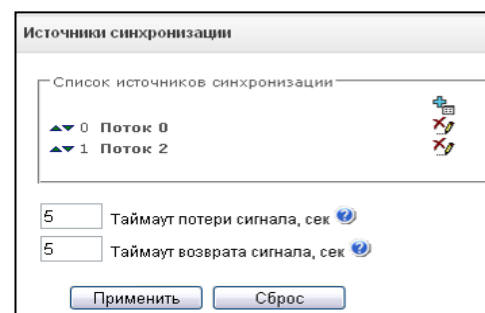 Источники синхронизации
Список источников синхронизации
0 Поток 0
1 Поток 2
5 Таймаут потери сигнала, сек
5 Таймаут возврата сигнала, сек
Применить Сброс